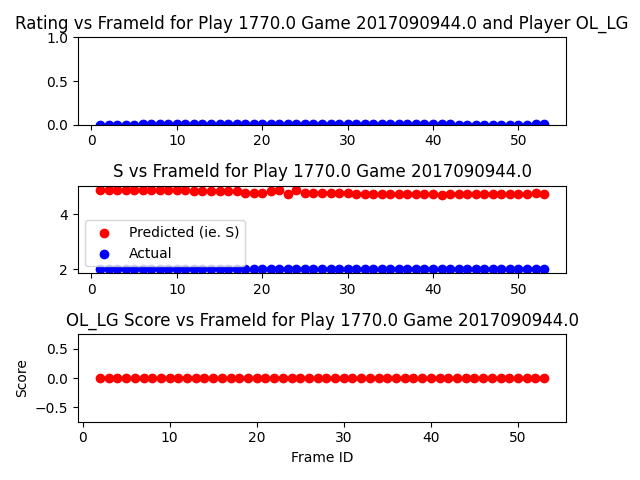 Rating vs FrameId for Play 1770.0 Game 2017090944.0 and Player OL_LG
1.0
0.5
0.0
0 10 20 30 40 50
S vs FrameId for Play 1770.0 Game 2017090944.0
4
2
Predicted (ie. S)
Actual
0 10 20 30 40 50
OL_LG Score vs FrameId for Play 1770.0 Game 2017090944.0
Score
0.5
0.0
−0.5
0 10 20 30 40 50
Frame ID